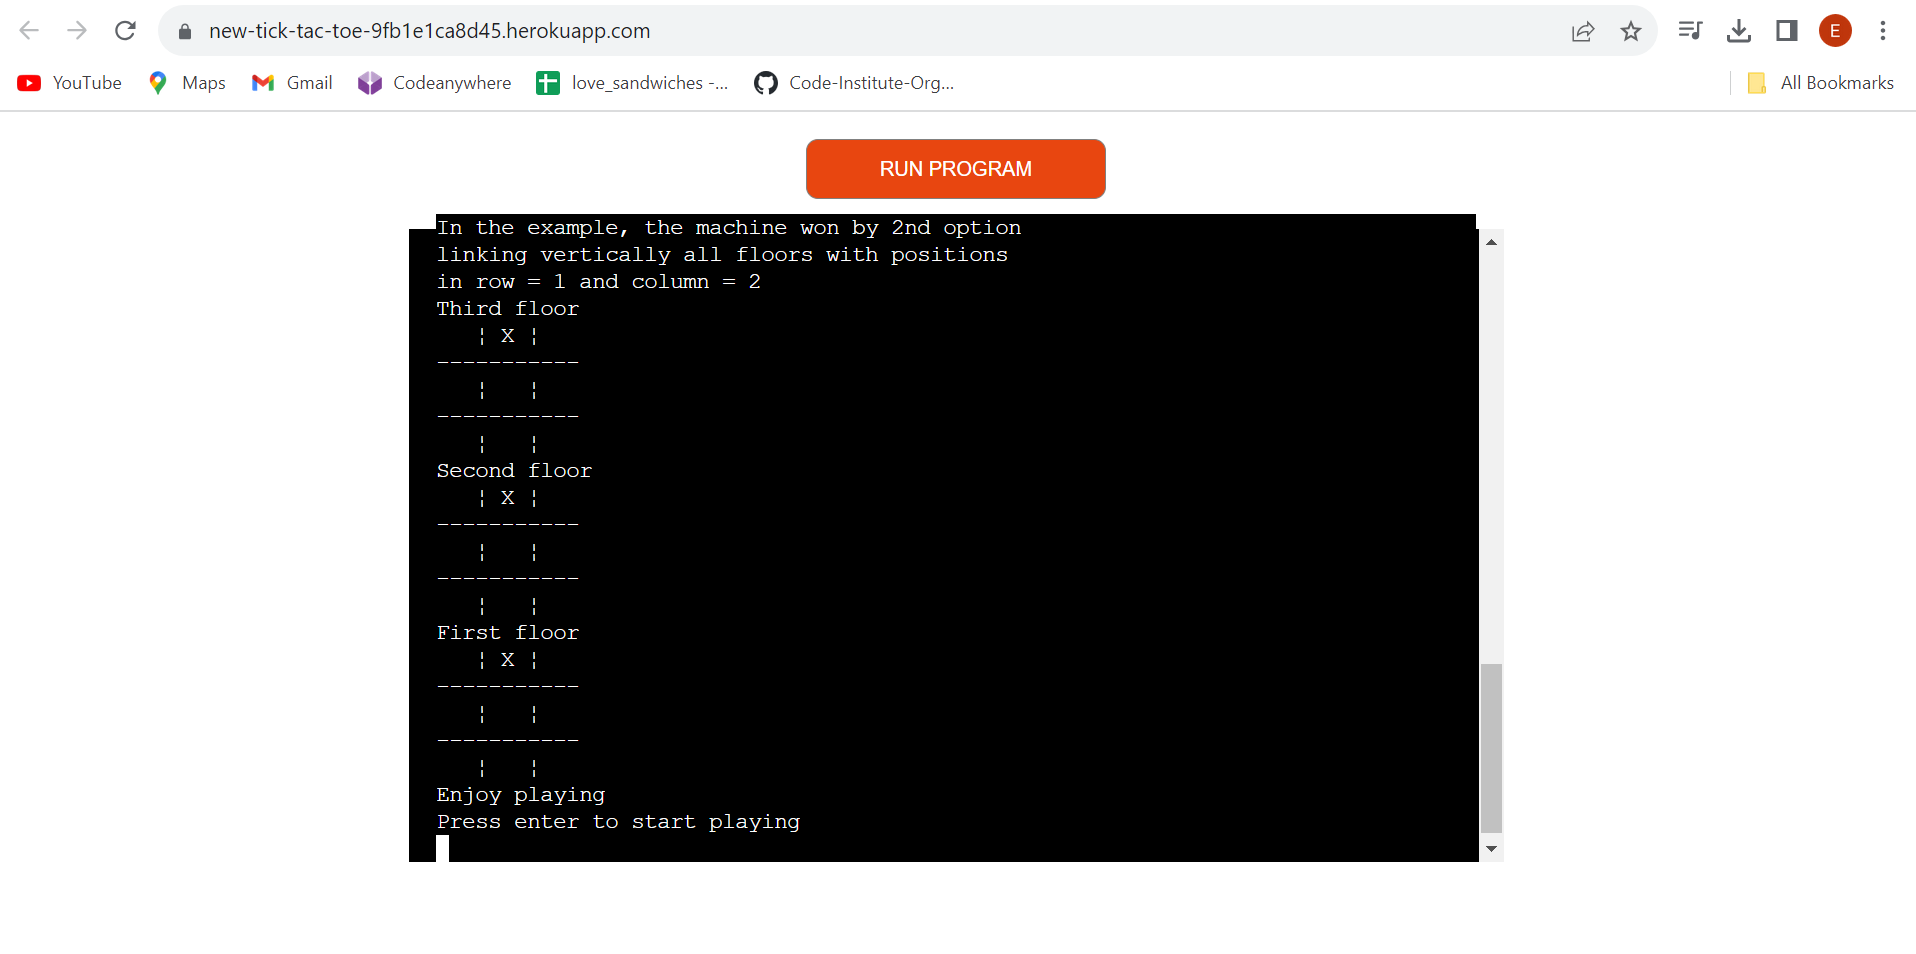 new-tick-tac-toe-9fb1e1ca8d45.herokuapp.com
E
YouTube Maps Gmail Codeanywhere love_sandwiches -... Code-Institute-Org... All Bookmarks
RUN PROGRAM
In the example, the machine won by 2nd option
linking vertically all floors with positions
in row = 1 and column = 2
Third floor
   ¦ X ¦
-----------
   ¦   ¦
-----------
   ¦   ¦
Second floor
   ¦ X ¦
-----------
   ¦   ¦
-----------
   ¦   ¦
First floor
   ¦ X ¦
-----------
   ¦   ¦
-----------
   ¦   ¦
Enjoy playing
Press enter to start playing